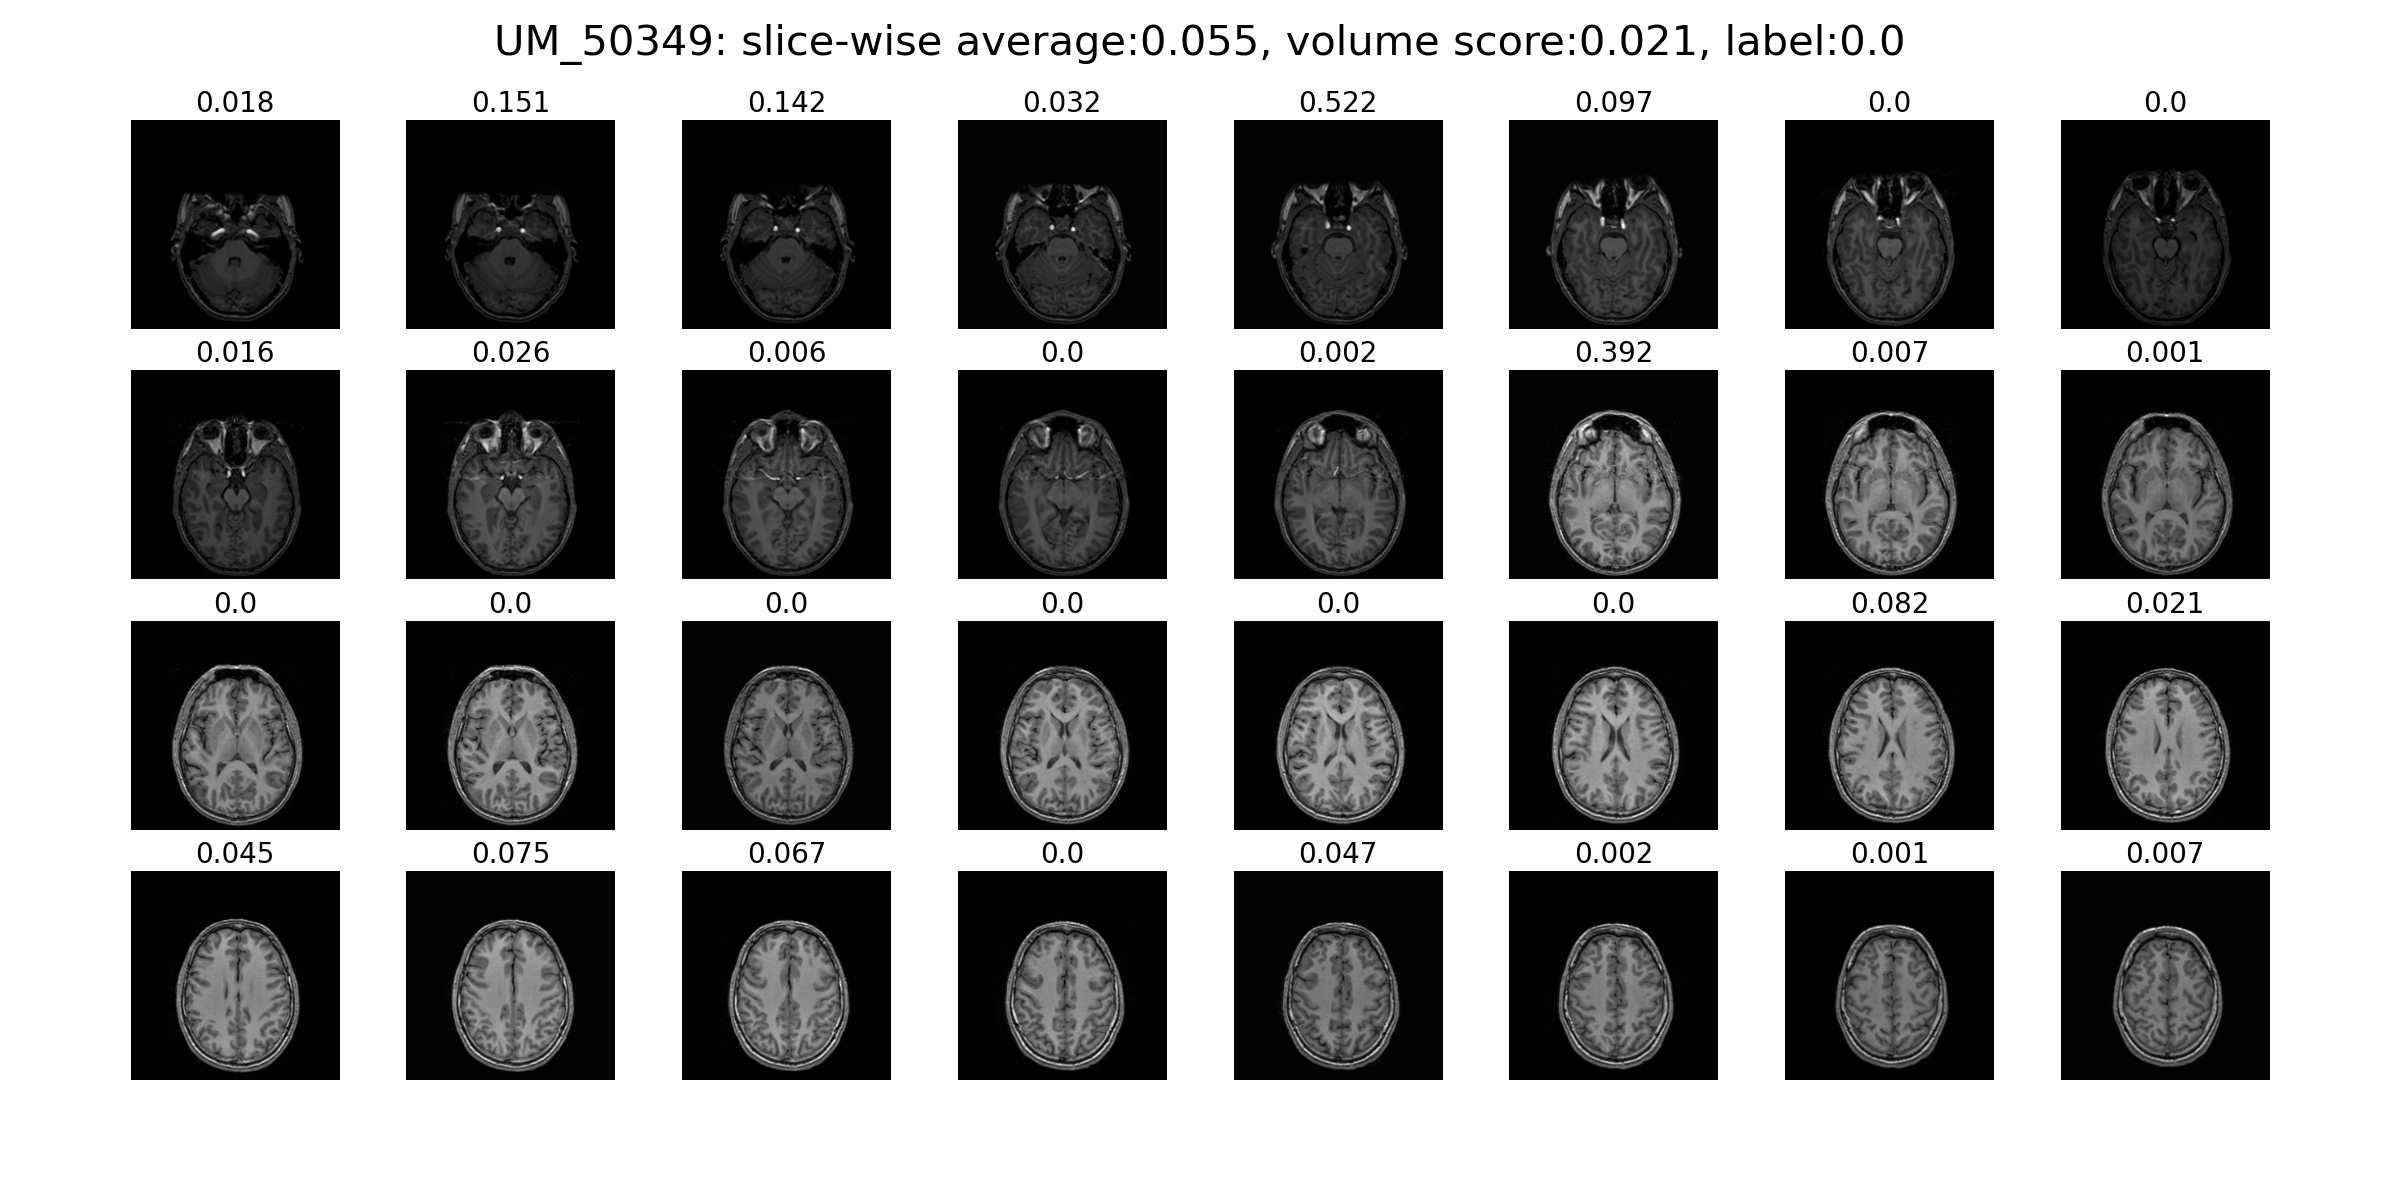 UM_50349: slice-wise average:0.055, volume score:0.021, label:0.0
0.018 0.151 0.142 0.032 0.522 0.097 0.0 0.0
0.016 0.026 0.006 0.0 0.002 0.392 0.007 0.001
0.0 0.0 0.0 0.0 0.0 0.0 0.082 0.021
0.045 0.075 0.067 0.0 0.047 0.002 0.001 0.007